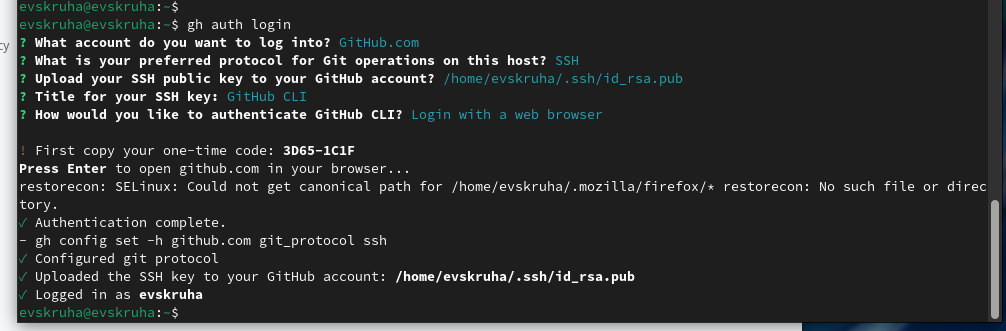 evskruha@evskruha:~$
evskruha@evskruha:~$ gh auth login
? What account do you want to log into? GitHub.com
? What is your preferred protocol for Git operations on this host? SSH
? Upload your SSH public key to your GitHub account? /home/evskruha/.ssh/id_rsa.pub
? Title for your SSH key: GitHub CLI
? How would you like to authenticate GitHub CLI? Login with a web browser
! First copy your one-time code: 3D65-1C1F
Press Enter to open github.com in your browser...
restorecon: SELinux: Could not get canonical path for /home/evskruha/.mozilla/firefox/* restorecon: No such file or direc
tory.
✓ Authentication complete.
- gh config set -h github.com git_protocol ssh
✓ Configured git protocol
✓ Uploaded the SSH key to your GitHub account: /home/evskruha/.ssh/id_rsa.pub
✓ Logged in as evskruha
evskruha@evskruha:~$